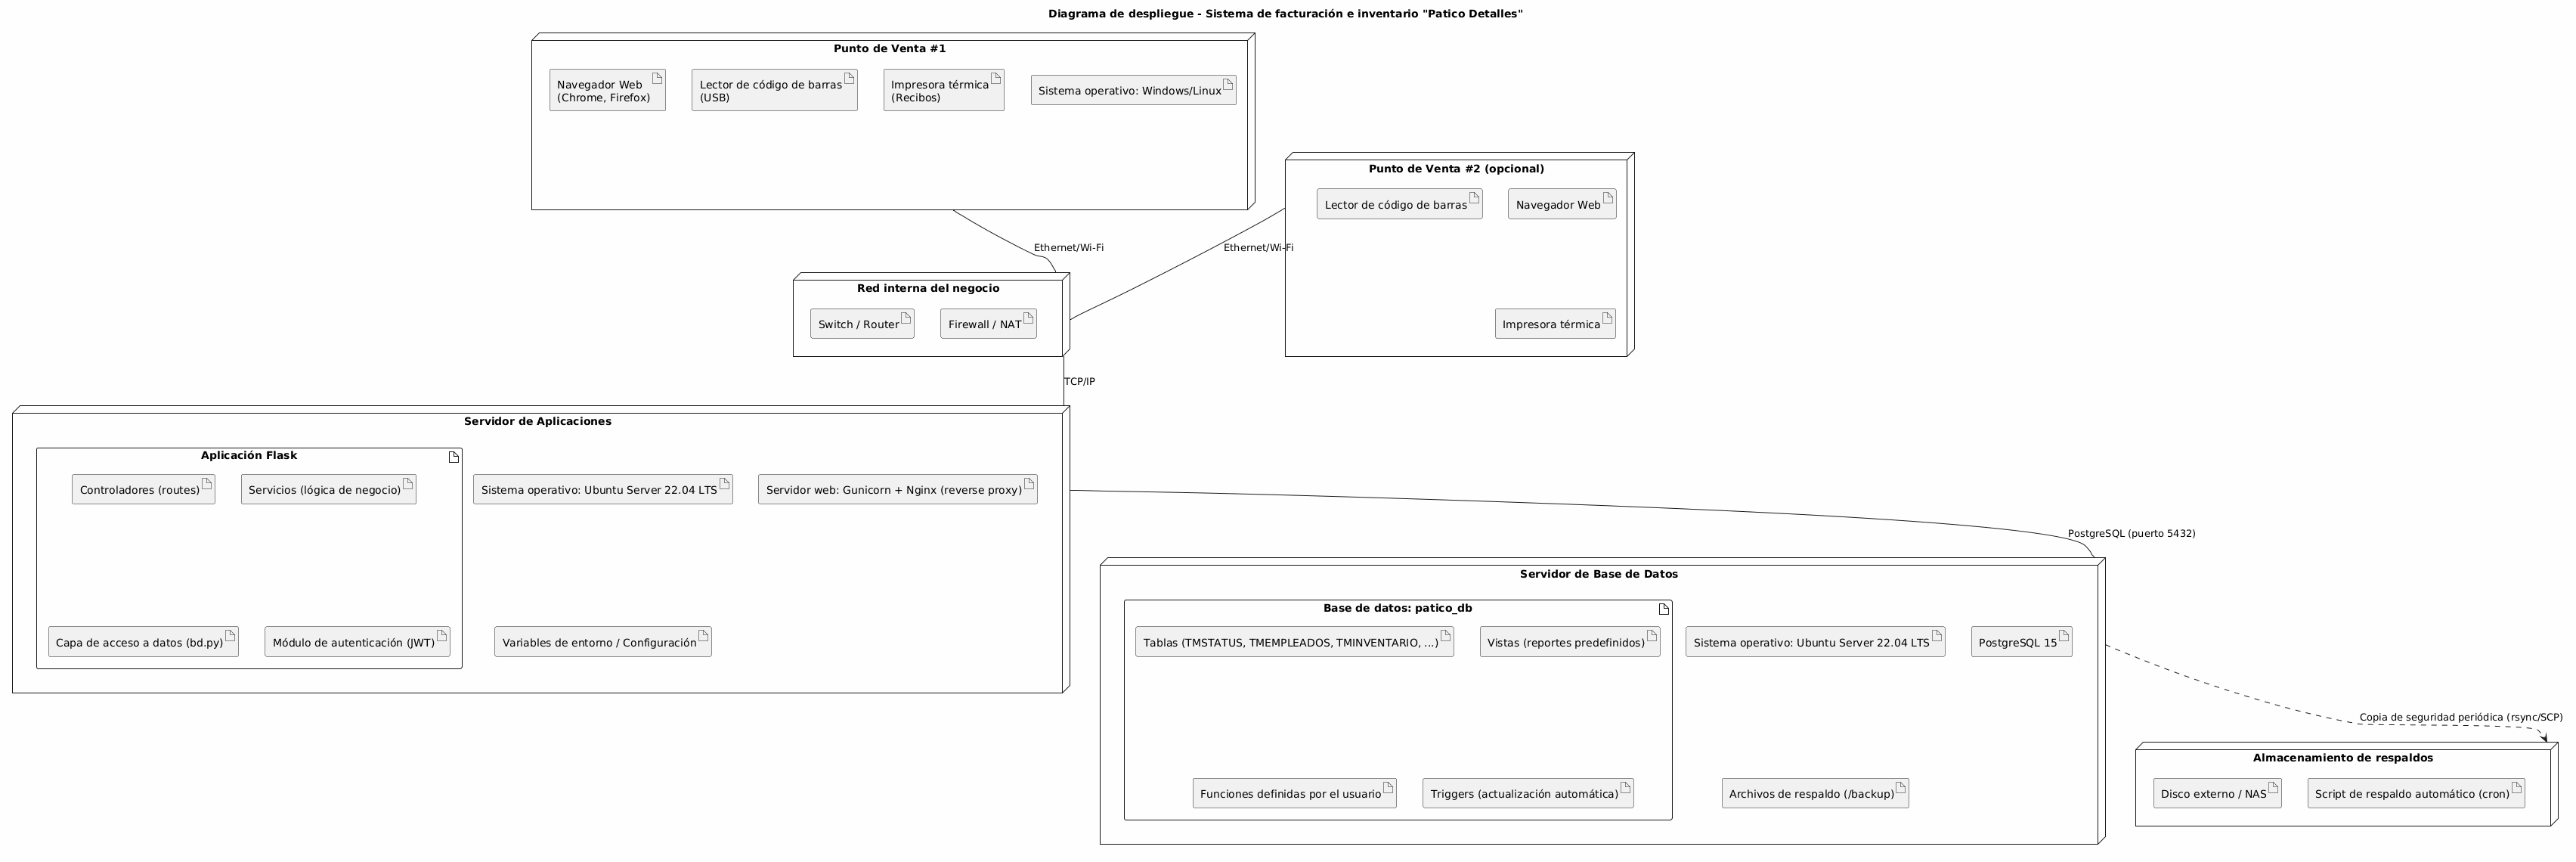 Diagrama de despliegue - Sistema de facturación e inventario "Patico Detalles"
Punto de Venta #1
Navegador Web
(Chrome, Firefox)
Lector de código de barras
(USB)
Impresora térmica
(Recibos)
Sistema operativo: Windows/Linux
Punto de Venta #2 (opcional)
Lector de código de barras
Navegador Web
Impresora térmica
Ethernet/Wi-Fi
Ethernet/Wi-Fi
Red interna del negocio
Switch / Router
Firewall / NAT
TCP/IP
Servidor de Aplicaciones
Aplicación Flask
Controladores (routes)
Servicios (lógica de negocio)
Capa de acceso a datos (bd.py)
Módulo de autenticación (JWT)
Sistema operativo: Ubuntu Server 22.04 LTS
Servidor web: Gunicorn + Nginx (reverse proxy)
Variables de entorno / Configuración
PostgreSQL (puerto 5432)
Servidor de Base de Datos
Base de datos: patico_db
Tablas (TMSTATUS, TMEMPLEADOS, TMINVENTARIO, ...)
Vistas (reportes predefinidos)
Funciones definidas por el usuario
Triggers (actualización automática)
Sistema operativo: Ubuntu Server 22.04 LTS
PostgreSQL 15
Archivos de respaldo (/backup)
Copia de seguridad periódica (rsync/SCP)
Almacenamiento de respaldos
Disco externo / NAS
Script de respaldo automático (cron)